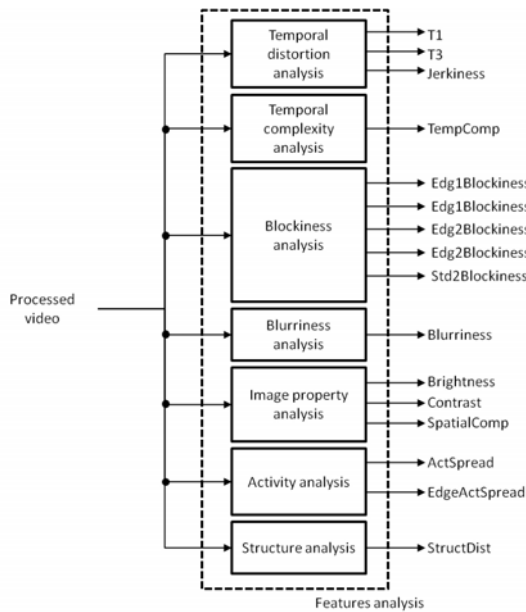 Temporal
distortion
analysis
T1
T3
Jerkiness
Temporal
complexity
analysis
TempComp
Blockiness
analysis
Edg1Blockiness
Edg1Blockiness
Edg2Blockiness
Edg2Blockiness
Std2Blockiness
Processed
video
Blurriness
analysis
Blurriness
Image property
analysis
Brightness
Contrast
SpatialComp
Activity analysis
ActSpread
EdgeActSpread
Structure analysis
StructDist
Features analysis